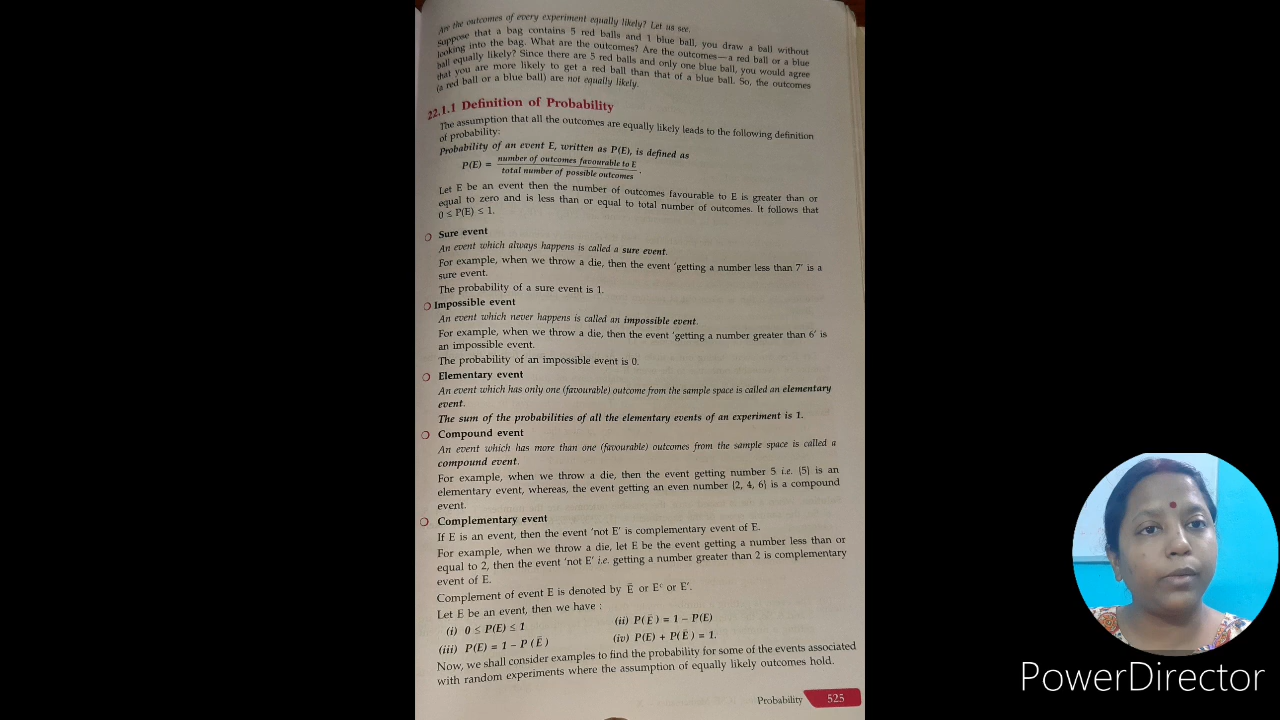 Are the outcomes of every experiment equally likely? Let us see.
Suppose that a bag contains 5 red balls and 1 blue ball, you draw a ball without
looking into the bag. What are the outcomes? Are the outcomes—a red ball or a blue
ball equally likely? Since there are 5 red balls and only one blue ball, you would agree
that you are more likely to get a red ball than that of a blue ball. So, the outcomes
(a red ball or a blue ball) are not equally likely.
22.1.1 Definition of Probability
The assumption that all the outcomes are equally likely leads to the following definition
of probability:
Probability of an event E, written as P(E), is defined as
P(E) = number of outcomes favourable to E / total number of possible outcomes.
Let E be an event then the number of outcomes favourable to E is greater than or
equal to zero and is less than or equal to total number of outcomes. It follows that
0 ≤ P(E) ≤ 1.
○ Sure event
An event which always happens is called a sure event.
For example, when we throw a die, then the event 'getting a number less than 7' is a
sure event.
The probability of a sure event is 1.
○ Impossible event
An event which never happens is called an impossible event.
For example, when we throw a die, then the event 'getting a number greater than 6' is
an impossible event.
The probability of an impossible event is 0.
○ Elementary event
An event which has only one (favourable) outcome from the sample space is called an elementary
event.
The sum of the probabilities of all the elementary events of an experiment is 1.
○ Compound event
An event which has more than one (favourable) outcomes from the sample space is called a
compound event.
For example, when we throw a die, then the event getting number 5 i.e. {5} is an
elementary event, whereas, the event getting an even number {2, 4, 6} is a compound
event.
○ Complementary event
If E is an event, then the event 'not E' is complementary event of E.
For example, when we throw a die, let E be the event getting a number less than or
equal to 2, then the event 'not E' i.e. getting a number greater than 2 is complementary
event of E.
Complement of event E is denoted by Ē or Eᶜ or E′.
Let E be an event, then we have :
(i) 0 ≤ P(E) ≤ 1 (ii) P(Ē) = 1 – P(E)
(iii) P(E) = 1 – P(Ē) (iv) P(E) + P(Ē) = 1.
Now, we shall consider examples to find the probability for some of the events associated
with random experiments where the assumption of equally likely outcomes hold.
Probability 525
PowerDirector